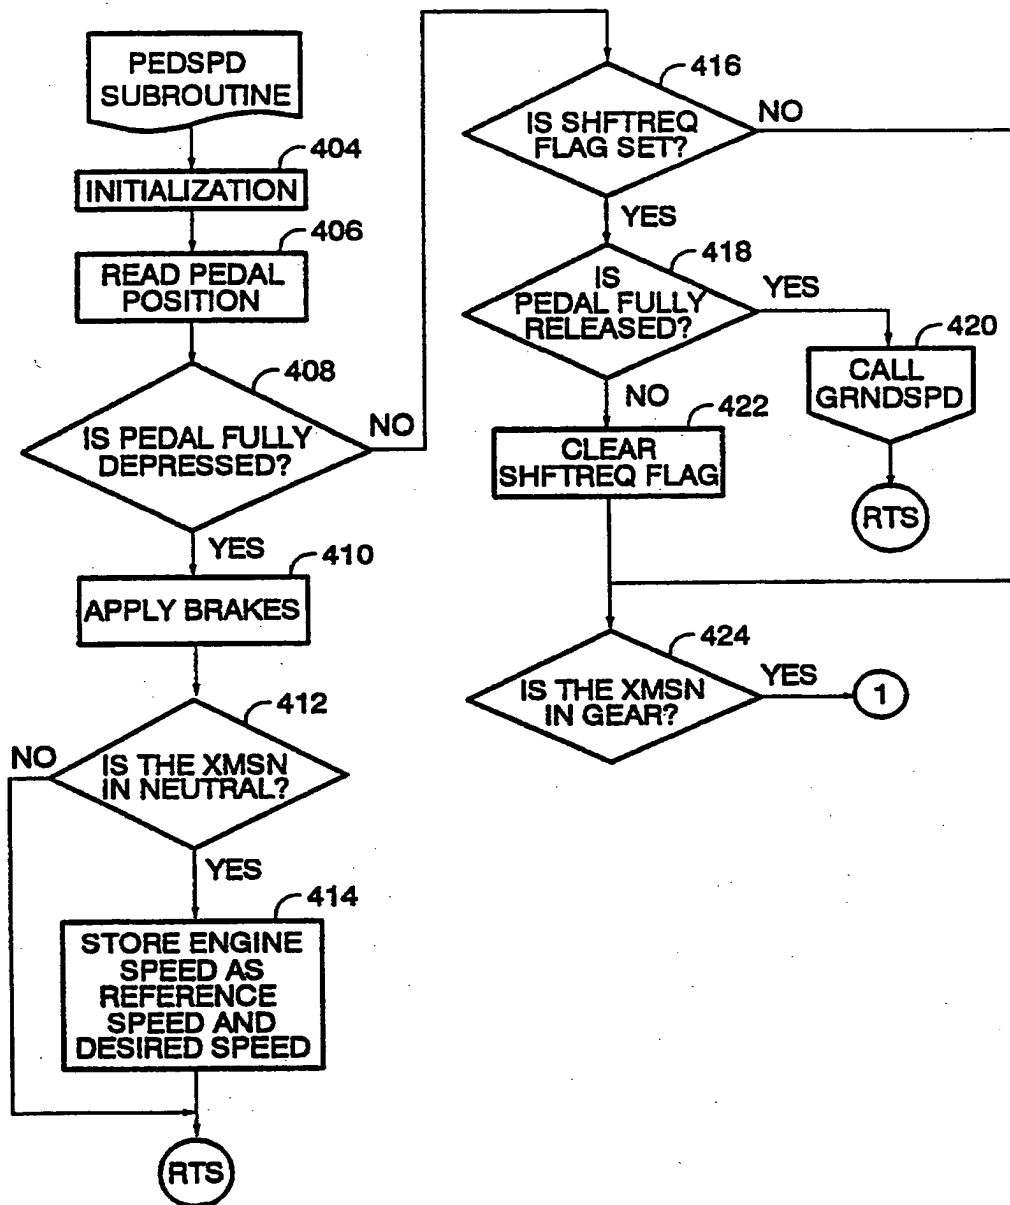 PEDSPD
SUBROUTINE
404
INITIALIZATION
406
READ PEDAL
POSITION
408
IS PEDAL FULLY
DEPRESSED?
NO
YES
410
APPLY BRAKES
412
NO
IS THE XMSN
IN NEUTRAL?
YES
414
STORE ENGINE
SPEED AS
REFERENCE
SPEED AND
DESIRED SPEED
RTS
416
IS SHFTREQ
FLAG SET?
NO
YES
418
IS
PEDAL FULLY
RELEASED?
YES
420
CALL
GRNDSPD
RTS
NO
422
CLEAR
SHFTREQ FLAG
424
IS THE XMSN
IN GEAR?
YES
1